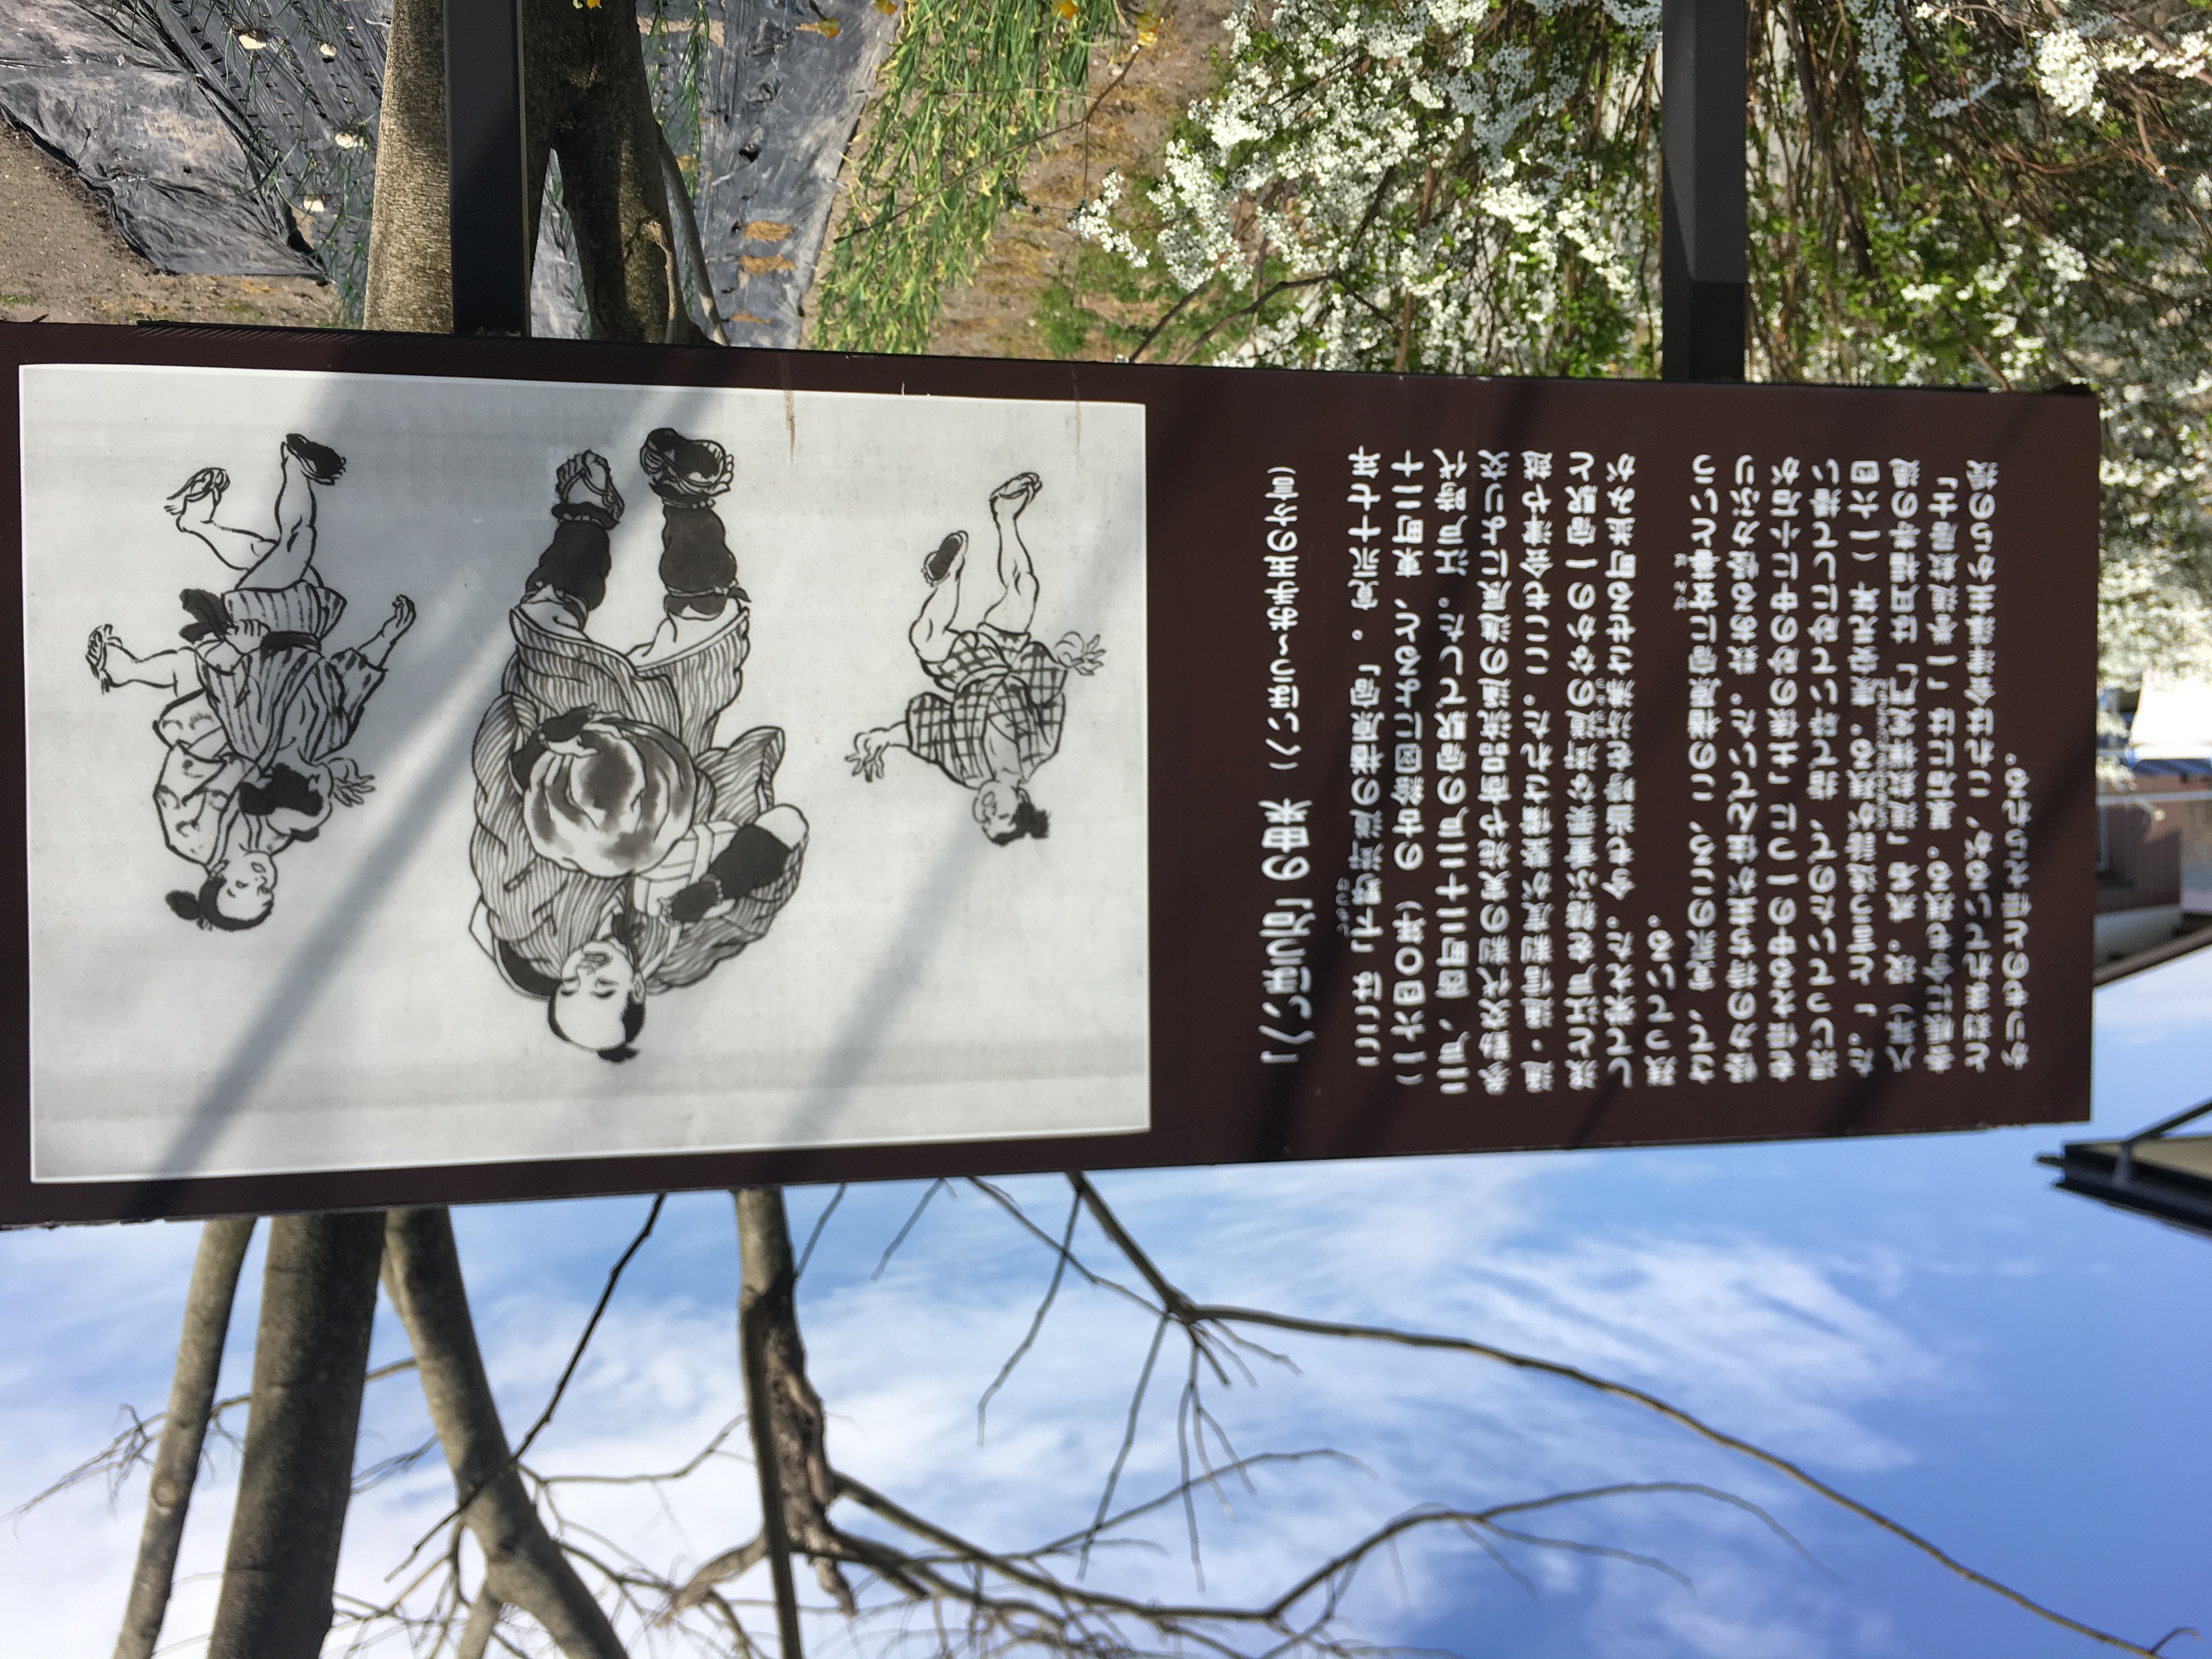 「へいほう石」の由来（へいほう～お手玉の方言）
ここは「下野街道の楢原宿」。寛永十七年
しもつけ
（一六四〇年）の古絵図によると、東町二十
二戸、西町二十二戸の宿駅でした。江戸時代
参勤交代制の実施や商品流通の進展により交
通・通信制度が整備された。ここも会津や越
後と江戸を結ぶ重要な街道のなかの一宿駅と
して栄えた。今も当時を彷沸させる町並みが
残っている。
さて、寛永のころ、この楢原宿に玄蕃という
げんば
怪力の持ち主が住んでいた。数ある怪力ぶり
を伝える中の一つに「土俵の砂の中に小石が
混じっていたので、指で砕いて砂にして播い
た。」と言う逸話が残る。慶安元年（一六四
八年）没。戒名「道散禅定門」は円福寺の過
去帳に今も残る。墓石には「一誉道散居士」
と刻まれているが、これは会津藩主からの授
かりものと伝えられる。